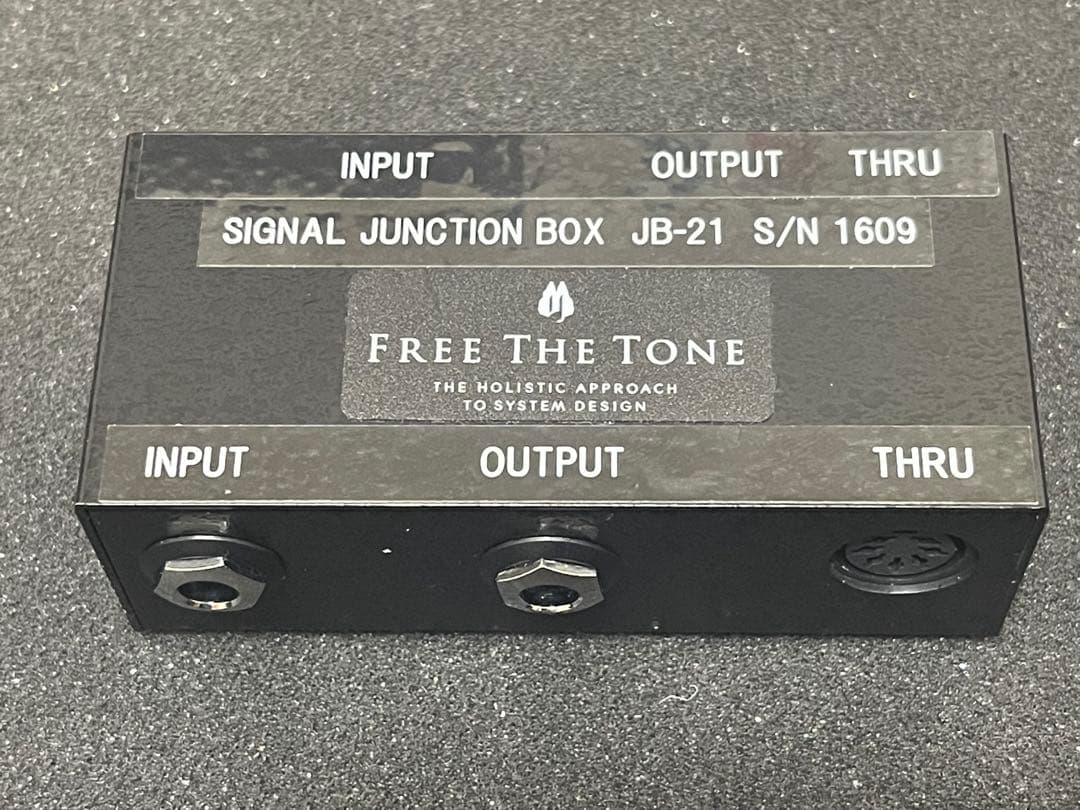 INPUT OUTPUT THRU
SIGNAL JUNCTION BOX JB-21 S/N 1609
FREE THE TONE
THE HOLISTIC APPROACH
TO SYSTEM DESIGN
INPUT OUTPUT THRU